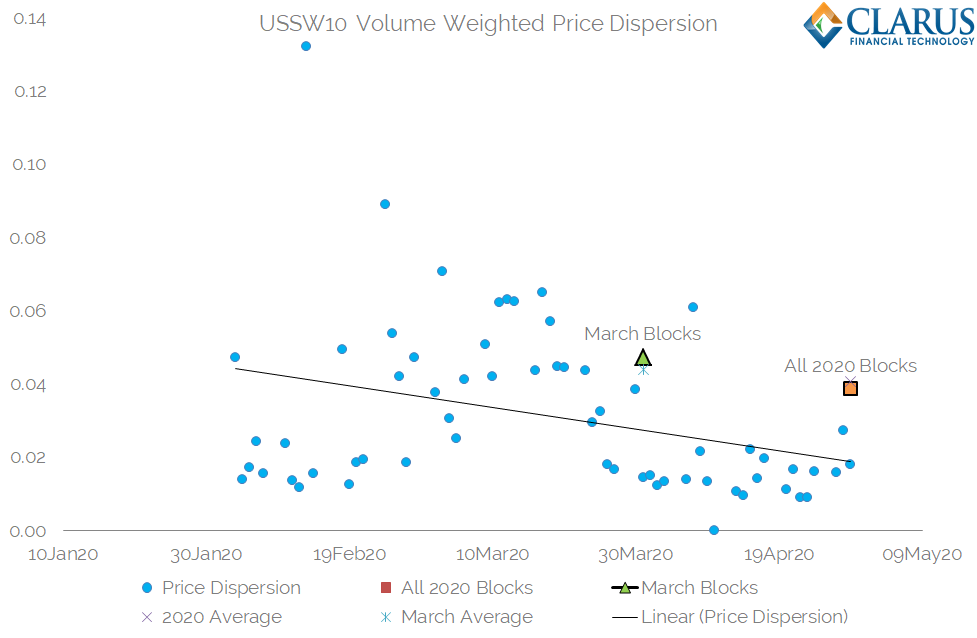 USSW10 Volume Weighted Price Dispersion
CLARUS
FINANCIAL TECHNOLOGY
0.14
0.12
0.10
0.08
0.06
0.04
0.02
0.00
March Blocks
All 2020 Blocks
10Jan20 30Jan20 19Feb20 10Mar20 30Mar20 19Apr20 09May20
Price Dispersion All 2020 Blocks March Blocks
2020 Average March Average Linear (Price Dispersion)